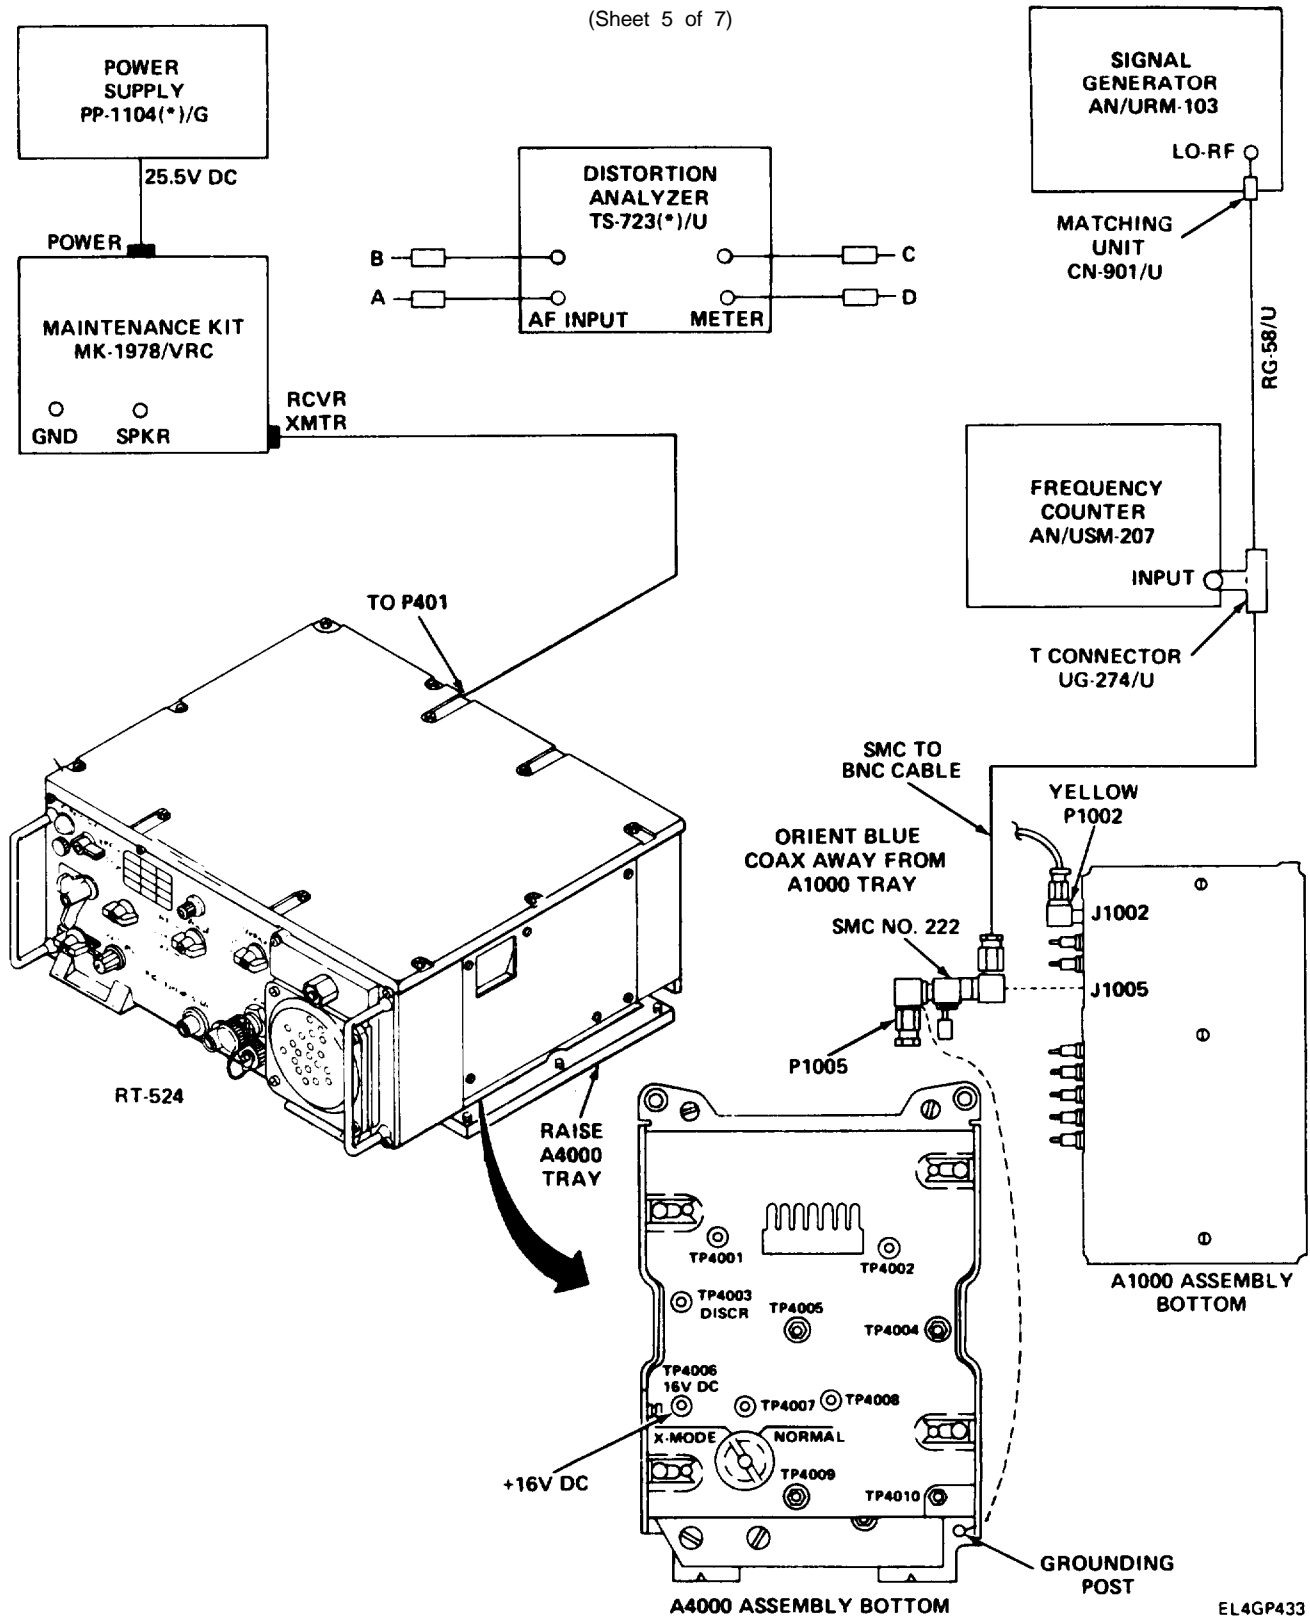 (Sheet 5 of 7)
POWER
SUPPLY
PP-1104(*)/G
25.5V DC
POWER
MAINTENANCE KIT
MK-1978/VRC
GND
SPKR
RCVR
XMTR
DISTORTION
ANALYZER
TS-723(*)/U
B
A
C
D
AF INPUT
METER
SIGNAL
GENERATOR
AN/URM-103
LO-RF
MATCHING
UNIT
CN-901/U
RG-58/U
FREQUENCY
COUNTER
AN/USM-207
INPUT
T CONNECTOR
UG-274/U
TO P401
SMC TO
BNC CABLE
YELLOW
P1002
ORIENT BLUE
COAX AWAY FROM
A1000 TRAY
SMC NO. 222
J1002
J1005
P1005
RT-524
RAISE
A4000
TRAY
A1000 ASSEMBLY
BOTTOM
TP4001
TP4002
TP4003
DISCR
TP4005
TP4004
TP4006
16V DC
TP4007
TP4008
X-MODE
NORMAL
+16V DC
TP4009
TP4010
GROUNDING
POST
A4000 ASSEMBLY BOTTOM
EL4GP433